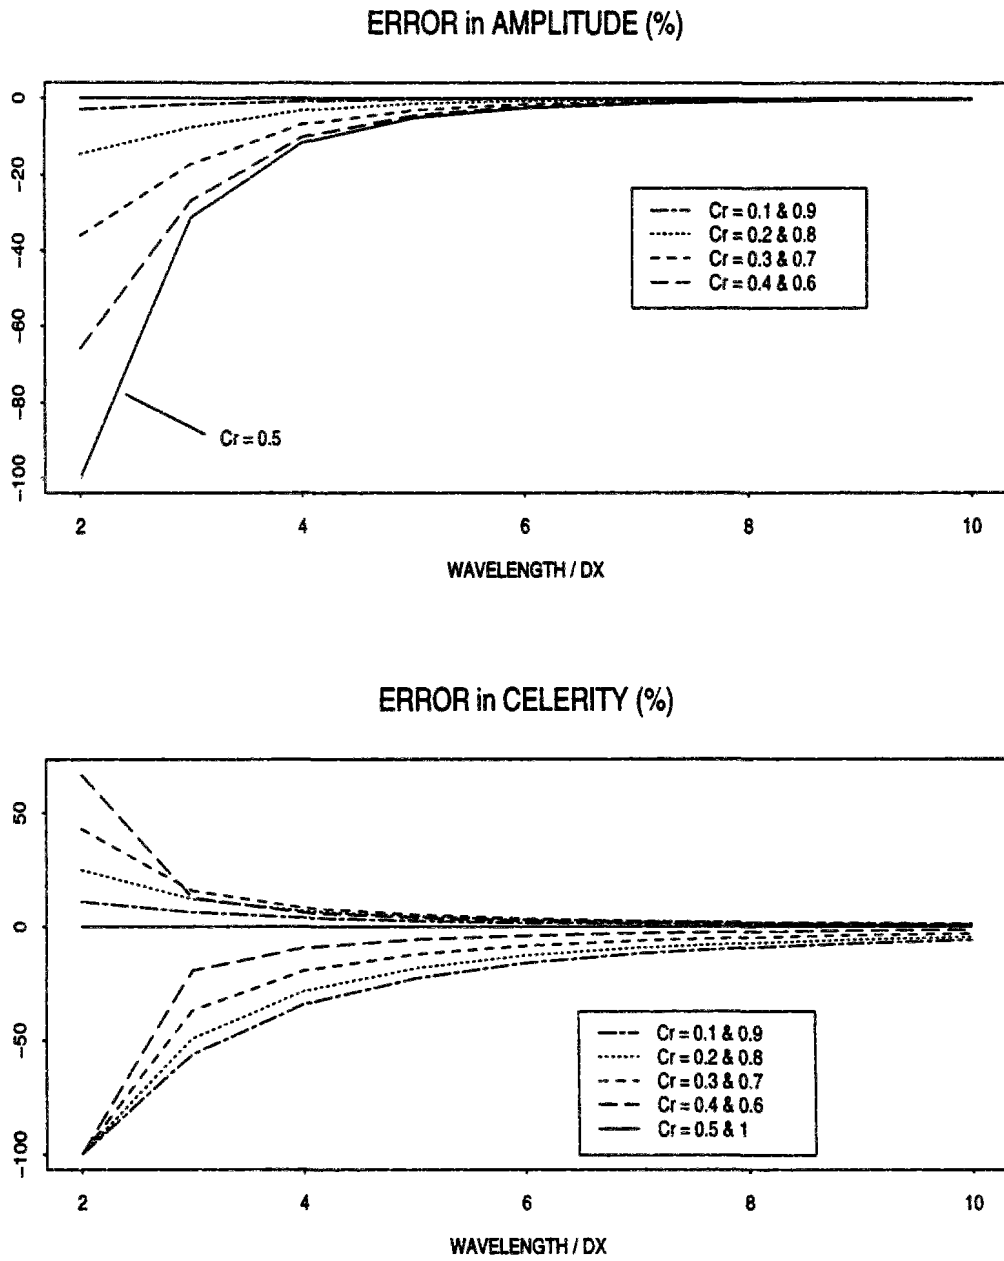 ERROR in AMPLITUDE (%)
0
-20
-40
-60
-80
-100
Cr = 0.1 & 0.9
Cr = 0.2 & 0.8
Cr = 0.3 & 0.7
Cr = 0.4 & 0.6
Cr = 0.5
2 4 6 8 10
WAVELENGTH / DX
ERROR in CELERITY (%)
50
0
-50
-100
Cr = 0.1 & 0.9
Cr = 0.2 & 0.8
Cr = 0.3 & 0.7
Cr = 0.4 & 0.6
Cr = 0.5 & 1
2 4 6 8 10
WAVELENGTH / DX